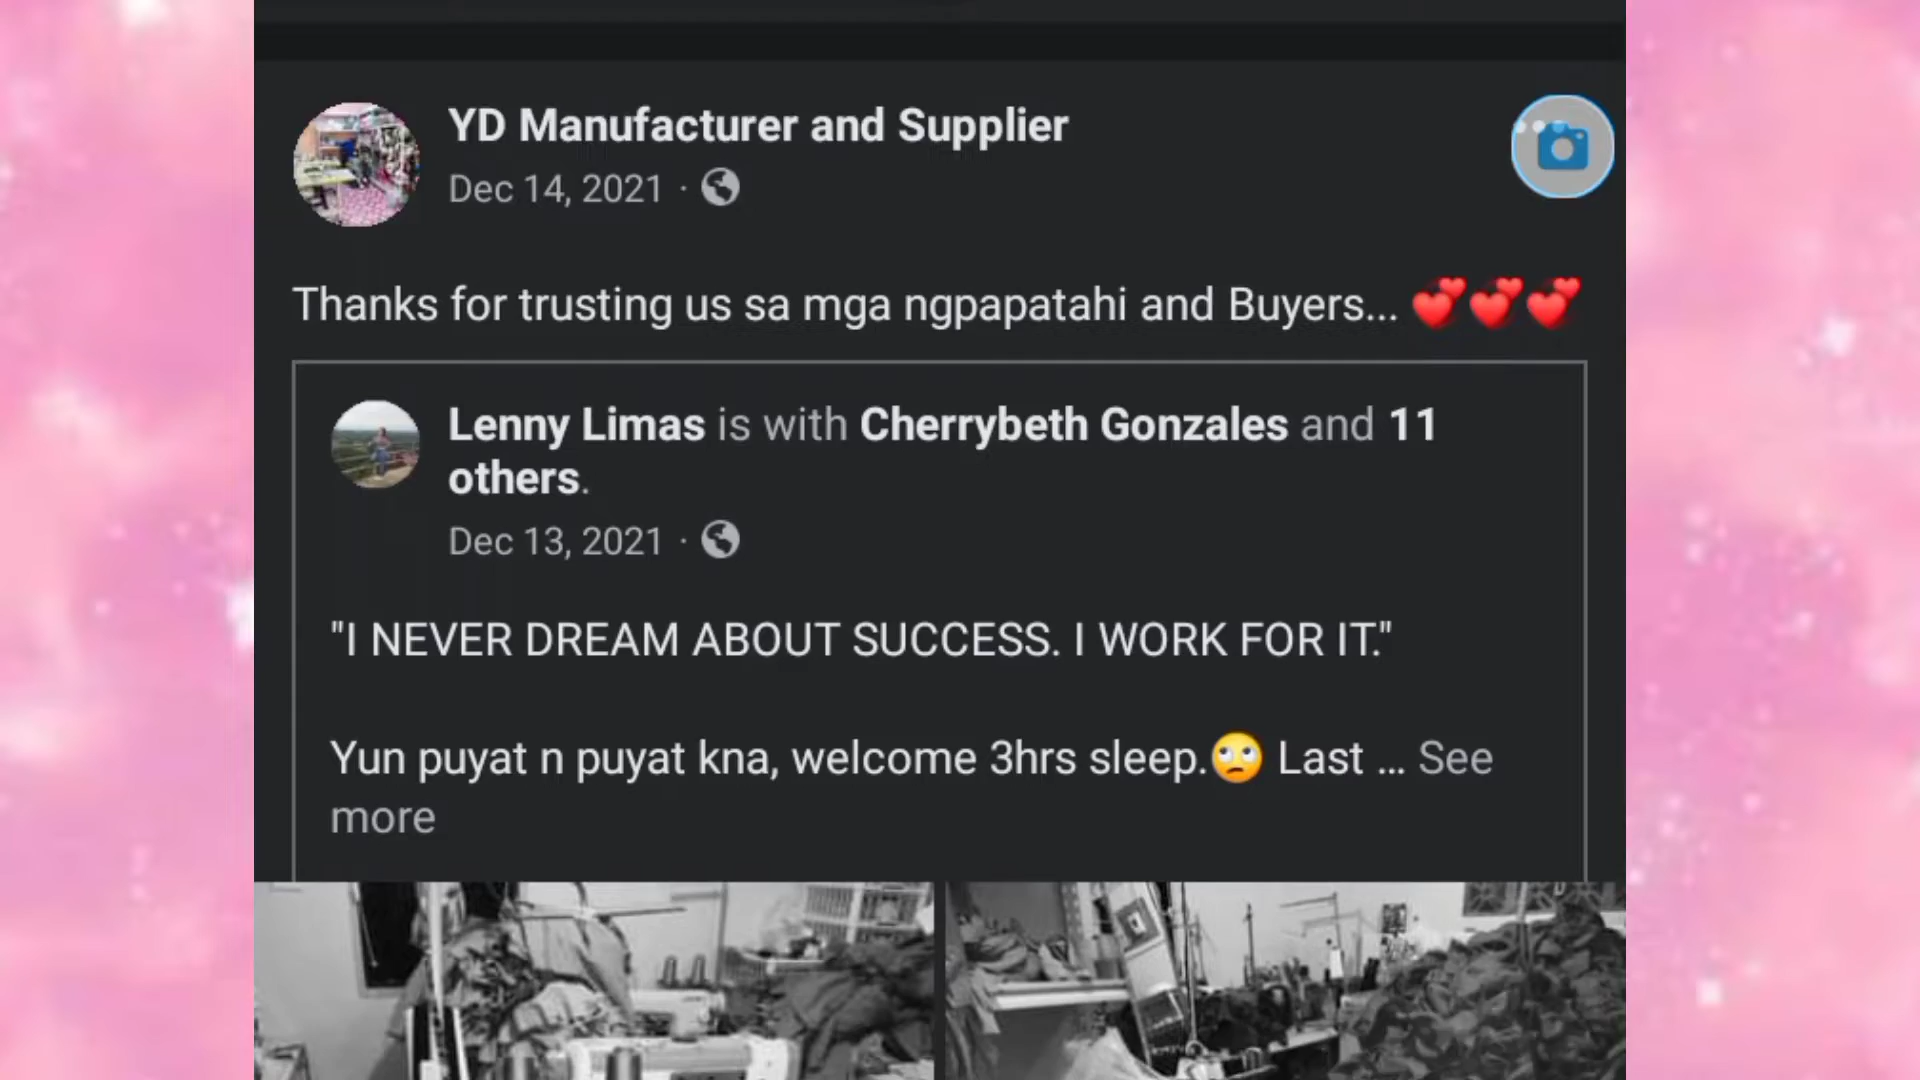 YD Manufacturer and Supplier
Dec 14, 2021 ·
Thanks for trusting us sa mga ngpapatahi and Buyers... 💕💕💕
Lenny Limas is with Cherrybeth Gonzales and 11
others.
Dec 13, 2021 ·
"I NEVER DREAM ABOUT SUCCESS. I WORK FOR IT."
Yun puyat n puyat kna, welcome 3hrs sleep.🙄 Last ... See
more